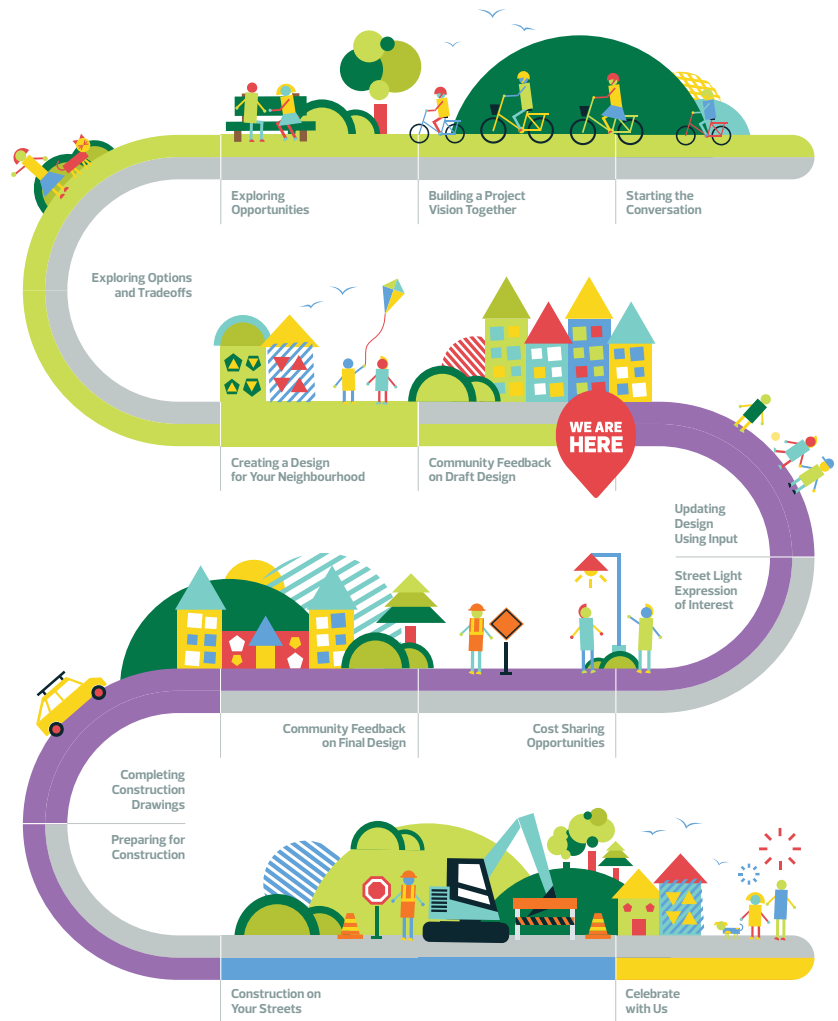 Exploring
Opportunities
Building a Project
Vision Together
Starting the
Conversation
Exploring Options
and Tradeoffs
Creating a Design
for Your Neighbourhood
Community Feedback
on Draft Design
WE ARE
HERE
Updating
Design
Using Input
Street Light
Expression
of Interest
Community Feedback
on Final Design
Cost Sharing
Opportunities
Completing
Construction
Drawings
Preparing for
Construction
Construction on
Your Streets
Celebrate
with Us